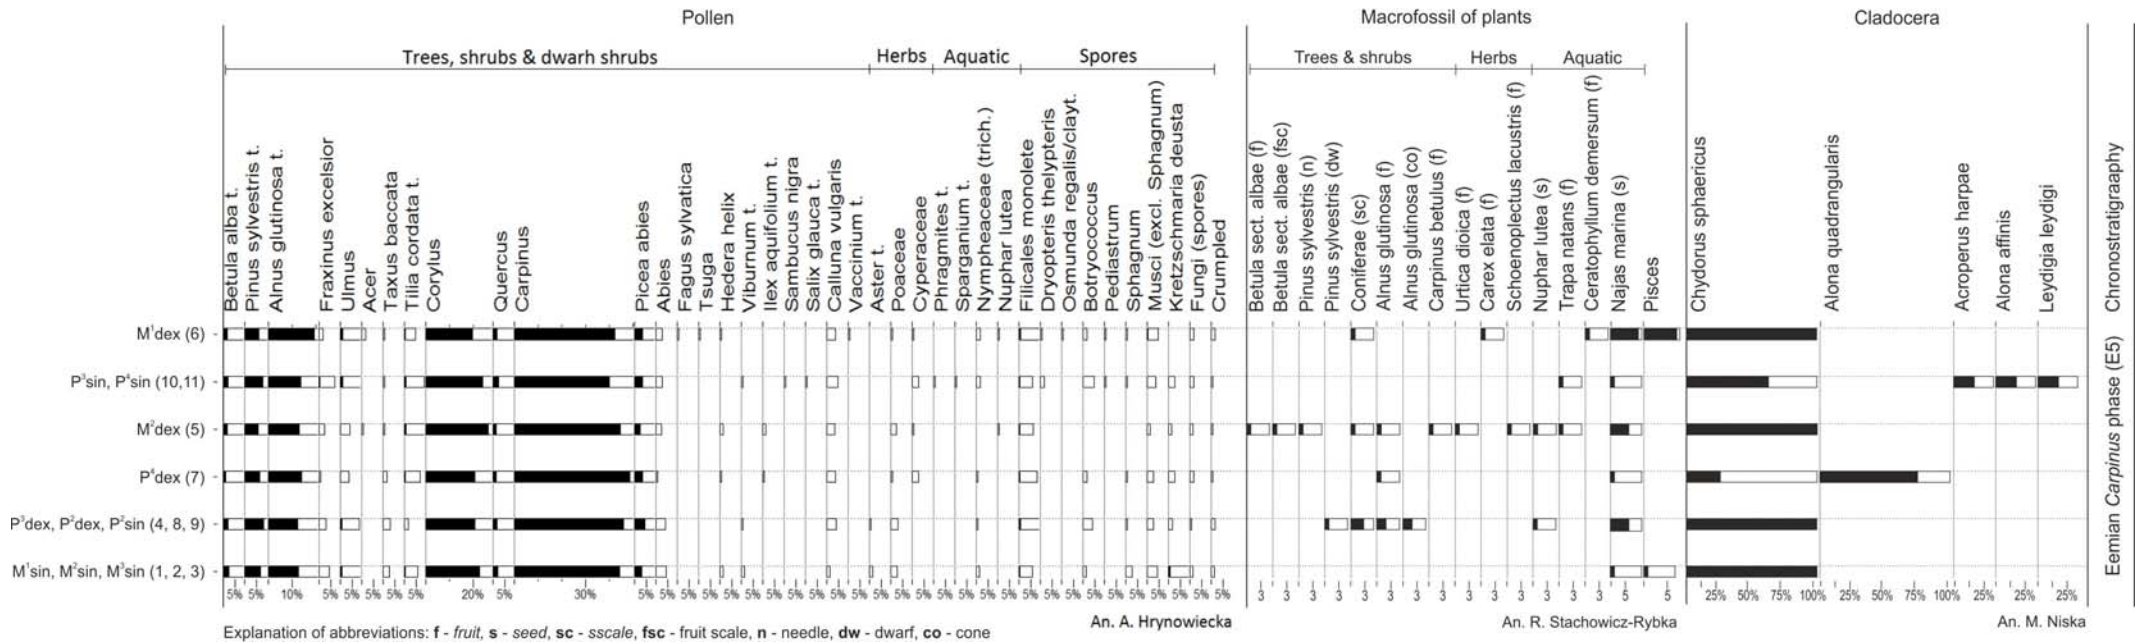 Pollen
Macrofossil of plants
Cladocera
Trees, shrubs & dwarh shrubs
Herbs
Aquatic
Spores
Trees & shrubs
Herbs
Aquatic
Betula alba t.
Pinus sylvestris t.
Alnus glutinosa t.
Fraxinus excelsior
Ulmus
Acer
Taxus baccata
Tilia cordata t.
Corylus
Quercus
Carpinus
Picea abies
Abies
Fagus sylvatica
Tsuga
Hedera helix
Viburnum t.
Ilex aquifolium t.
Sambucus nigra
Salix glauca t.
Calluna vulgaris
Vaccinium t.
Aster t.
Poaceae
Cyperaceae
Phragmites t.
Sparganium t.
Nympheaceae (trich.)
Nuphar lutea
Filicales monolete
Dryopteris thelypteris
Osmunda regalis/clayt.
Botryococcus
Pediastrum
Sphagnum
Musci (excl. Sphagnum)
Kretzschmaria deusta
Fungi (spores)
Crumpled
Betula sect. albae (f)
Betula sect. albae (fsc)
Pinus sylvestris (n)
Pinus sylvestris (dw)
Coniferae (sc)
Alnus glutinosa (f)
Alnus glutinosa (co)
Carpinus betulus (f)
Urtica dioica (f)
Carex elata (f)
Schoenoplectus lacustris (f)
Nuphar lutea (s)
Trapa natans (f)
Ceratophyllum demersum (f)
Najas marina (s)
Pisces
Chydorus sphaericus
Alona quadrangularis
Acroperus harpae
Alona affinis
Leydigia leydigi
Chronostratigraaphy
M¹dex (6)
P³sin, P⁴sin (10,11)
M²dex (5)
P⁴dex (7)
P³dex, P²dex, P²sin (4, 8, 9)
M¹sin, M²sin, M³sin (1, 2, 3)
Eemian Carpinus phase (E5)
5% 5% 10% 5% 5% 5% 5% 5% 20% 5% 30% 5% 5% 5% 5% 5% 5% 5% 5% 5% 5% 5% 5% 5% 5% 5% 5% 5% 5% 5% 5% 5% 5% 5% 5% 5% 5% 5% 5%
3 3 3 3 3 3 3 3 3 3 3 3 3 3 5 5
25% 50% 75% 100% 25% 50% 75% 100% 25% 25% 25%
An. A. Hrynowiecka
An. R. Stachowicz-Rybka
An. M. Niska
Explanation of abbreviations: f - fruit, s - seed, sc - sscale, fsc - fruit scale, n - needle, dw - dwarf, co - cone